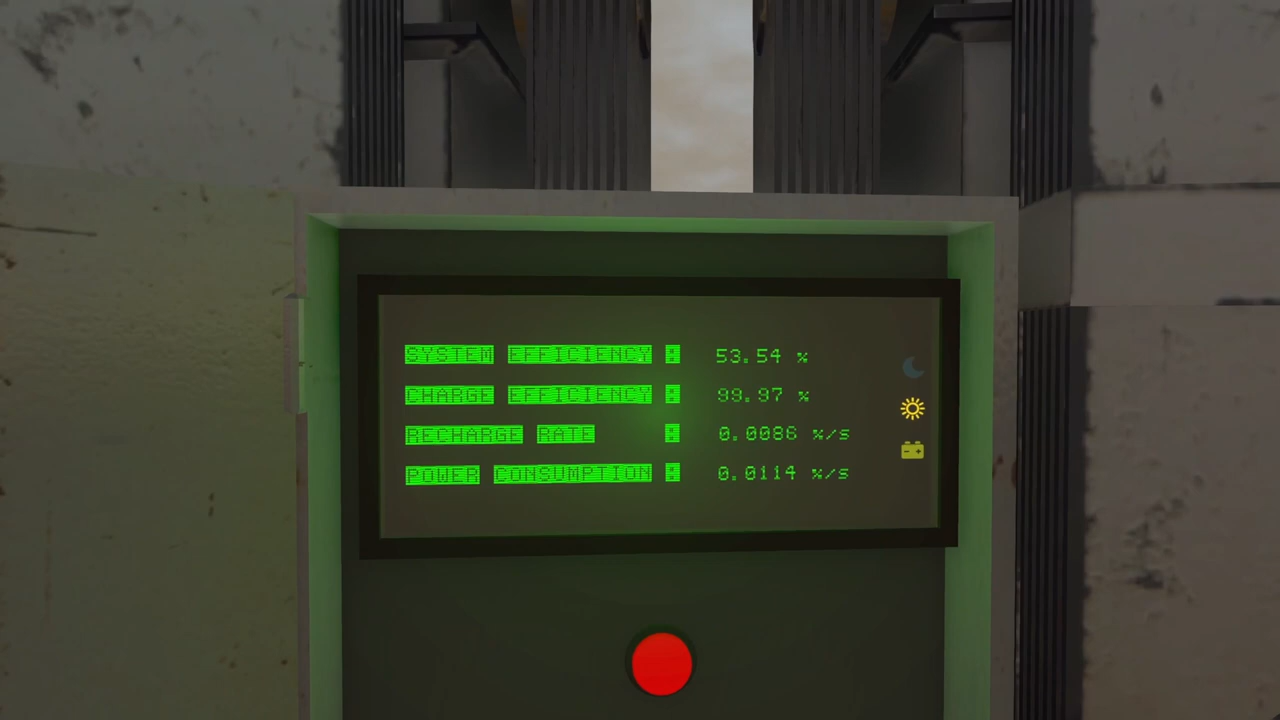 SYSTEM EFFICIENCY : 53.54 %
CHARGE EFFICIENCY : 99.97 %
RECHARGE RATE : 0.0086 %/s
POWER CONSUMPTION : 0.0114 %/s